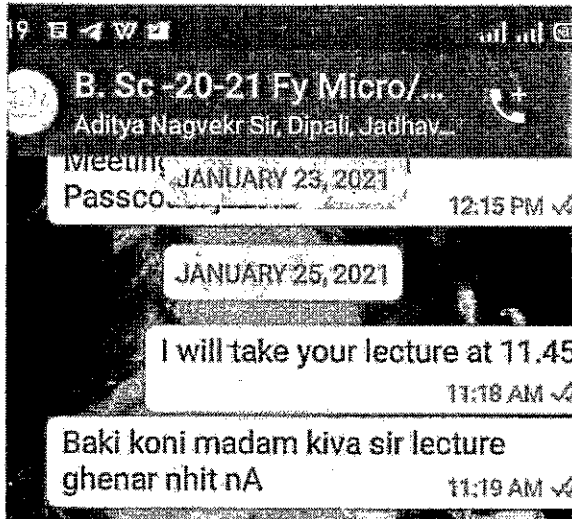 19
B. Sc -20-21 Fy Micro/...
Aditya Nagvekr Sir, Dipali, Jadhav...
JANUARY 23, 2021
12:15 PM
JANUARY 25, 2021
I will take your lecture at 11.45
11:18 AM
Baki koni madam kiva sir lecture
ghenar nhit nA
11:19 AM